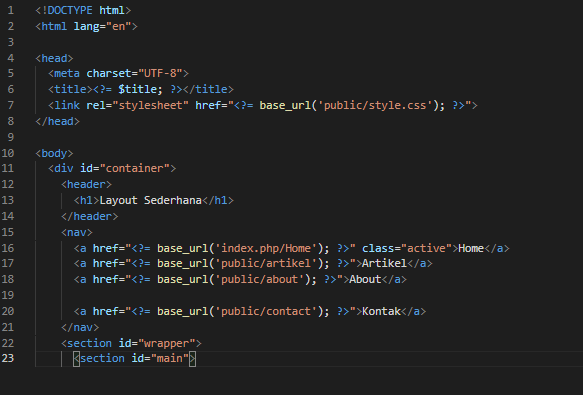 1 <!DOCTYPE html>
2 <html lang="en">
3
4 <head>
5 <meta charset="UTF-8">
6 <title><?= $title; ?></title>
7 <link rel="stylesheet" href="<?= base_url('public/style.css'); ?>">
8 </head>
9
10 <body>
11 <div id="container">
12 <header>
13 <h1>Layout Sederhana</h1>
14 </header>
15 <nav>
16 <a href="<?= base_url('index.php/Home'); ?>" class="active">Home</a>
17 <a href="<?= base_url('public/artikel'); ?>">Artikel</a>
18 <a href="<?= base_url('public/about'); ?>">About</a>
19
20 <a href="<?= base_url('public/contact'); ?>">Kontak</a>
21 </nav>
22 <section id="wrapper">
23 <section id="main">